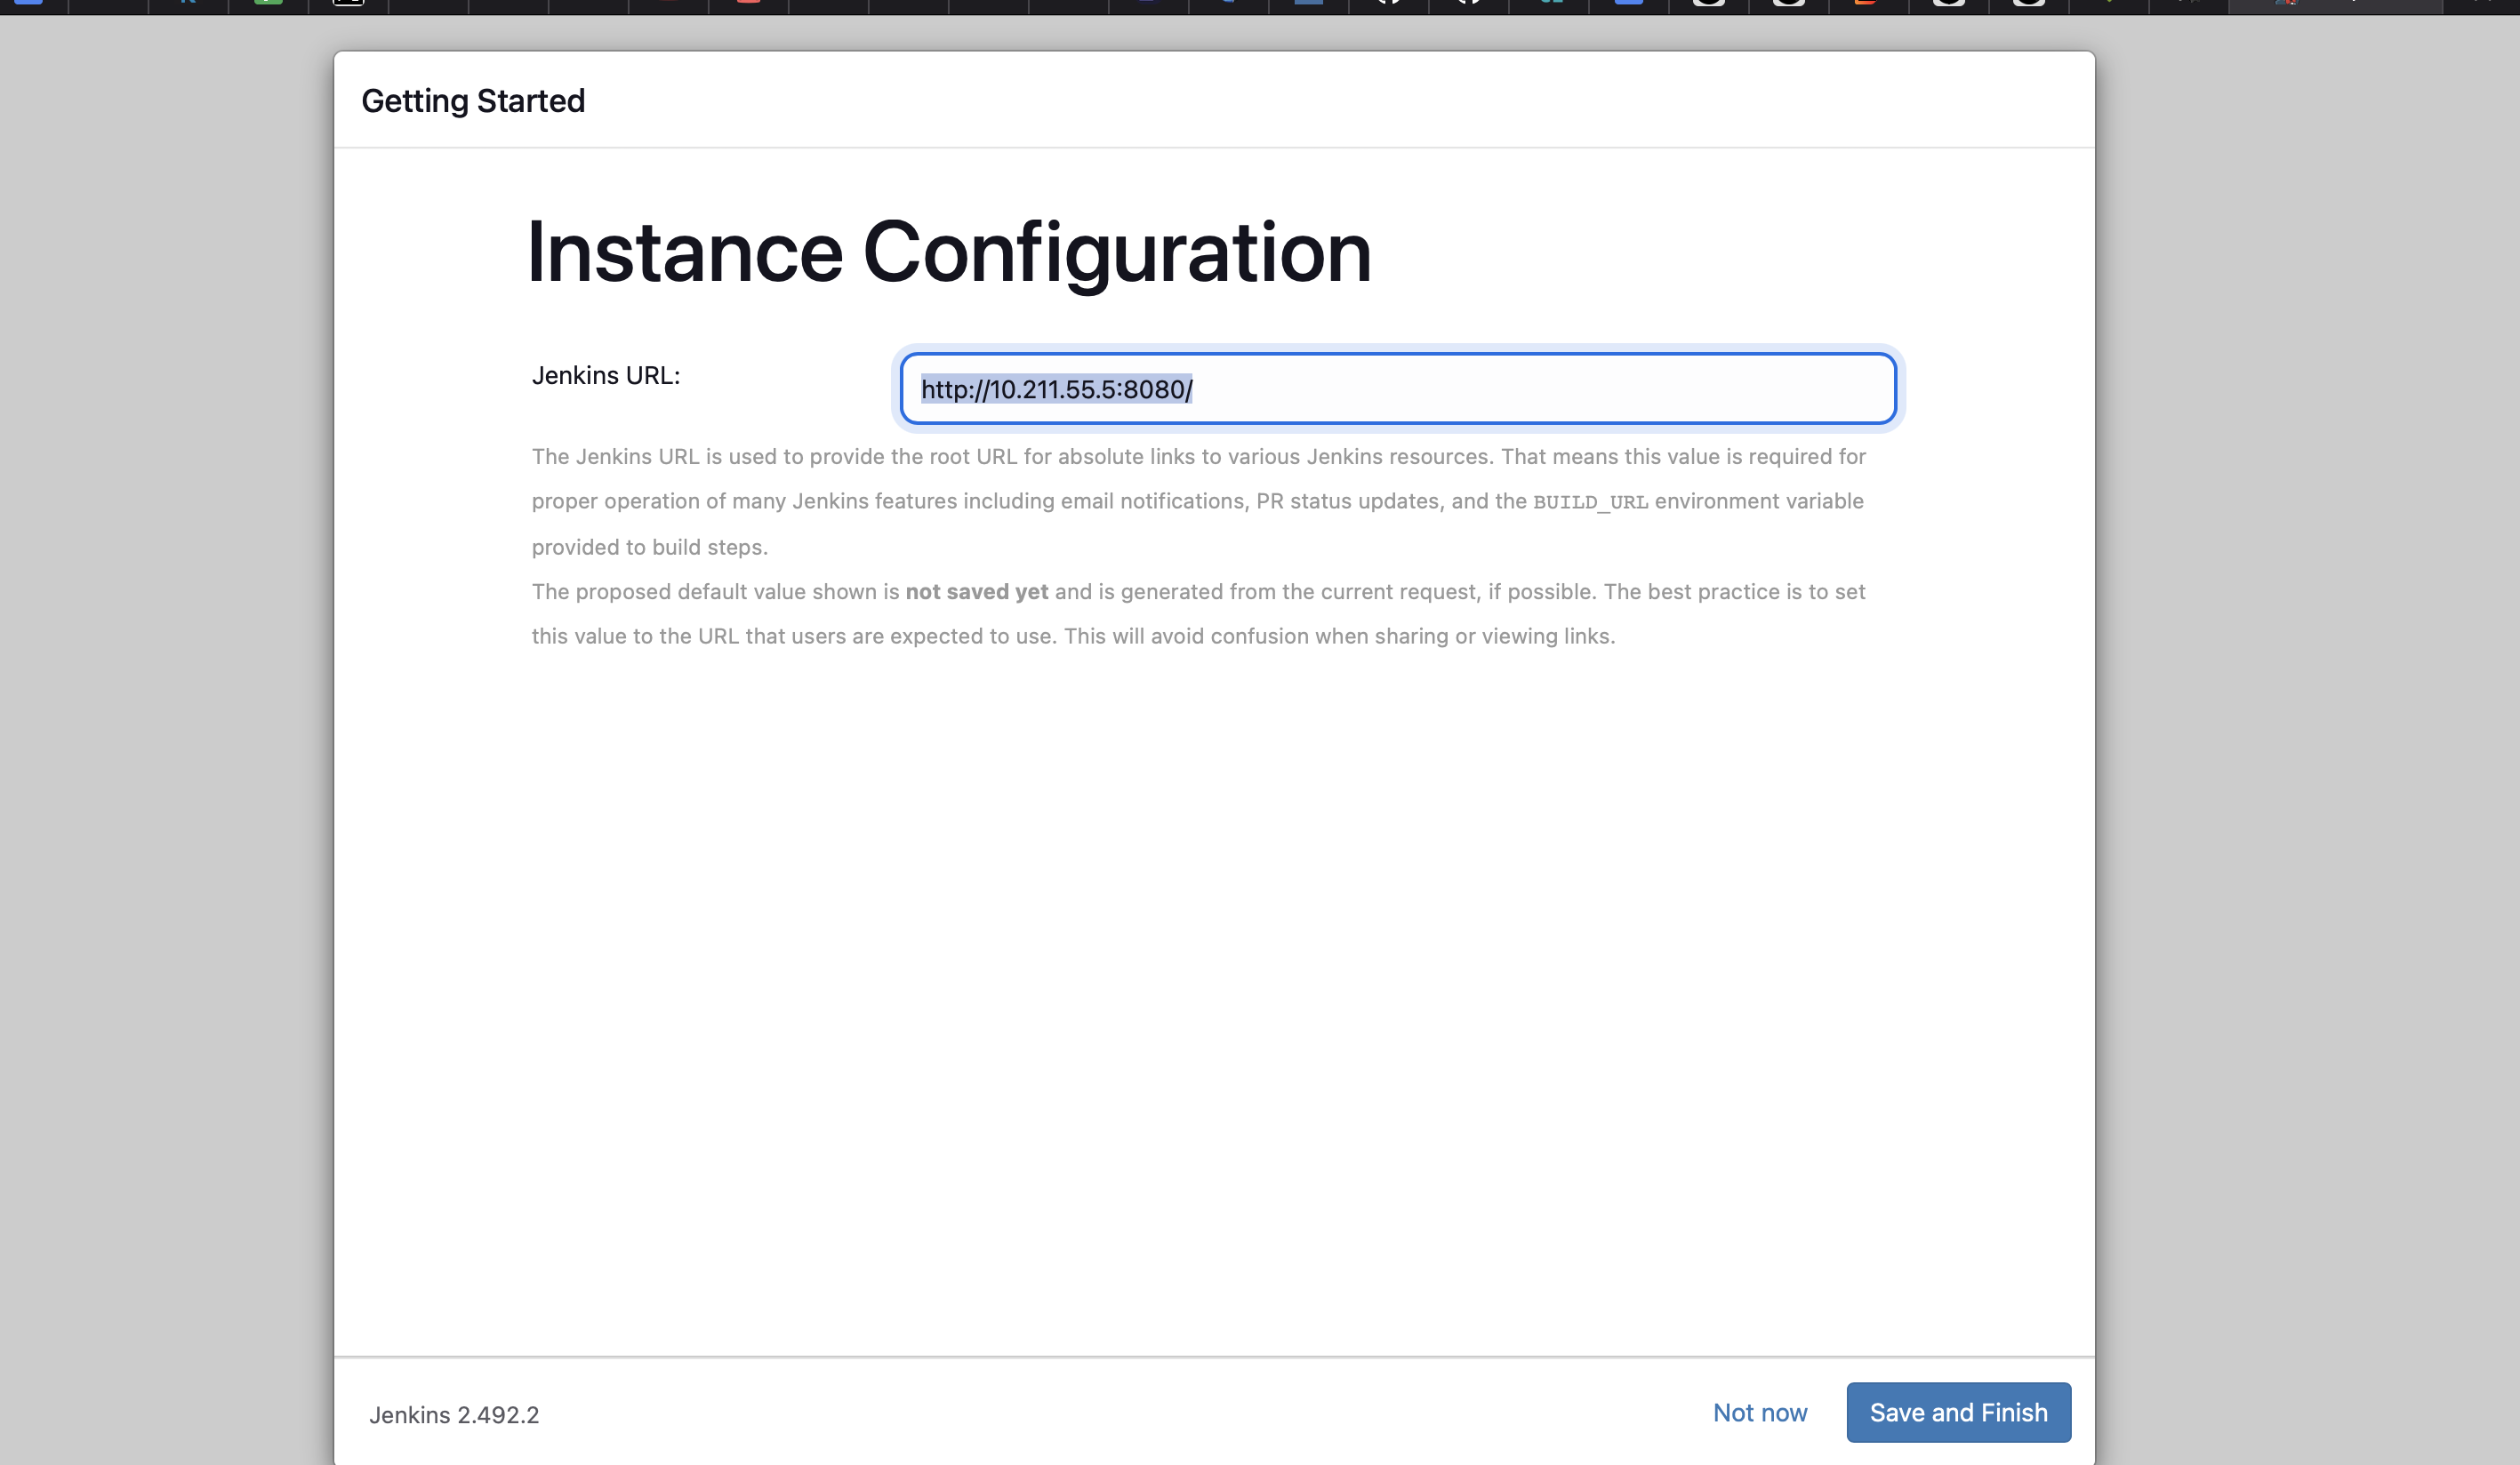 Getting Started
Instance Configuration
Jenkins URL:
http://10.211.55.5:8080/
The Jenkins URL is used to provide the root URL for absolute links to various Jenkins resources. That means this value is required for
proper operation of many Jenkins features including email notifications, PR status updates, and the BUILD_URL environment variable
provided to build steps.
The proposed default value shown is not saved yet and is generated from the current request, if possible. The best practice is to set
this value to the URL that users are expected to use. This will avoid confusion when sharing or viewing links.
Jenkins 2.492.2
Not now
Save and Finish